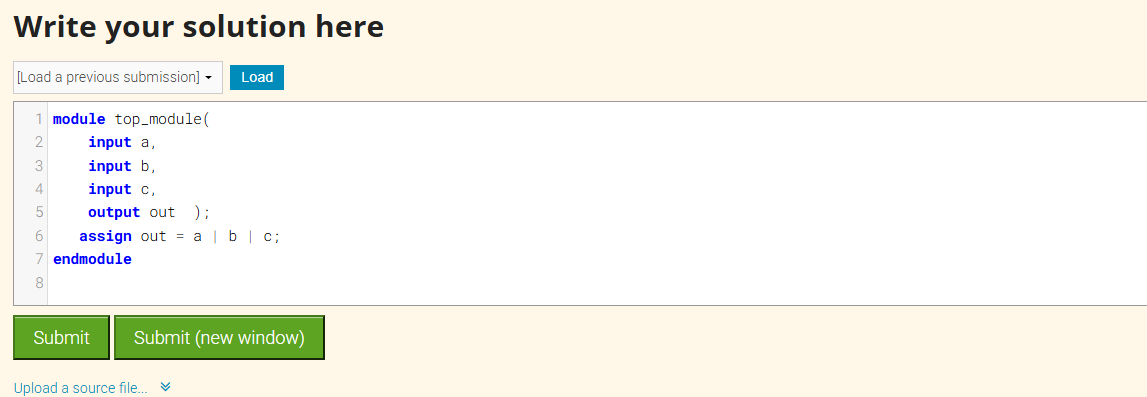 Write your solution here
[Load a previous submission] Load
1 module top_module(
2     input a,
3     input b,
4     input c,
5     output out  );
6    assign out = a | b | c;
7 endmodule
8
Submit Submit (new window)
Upload a source file...